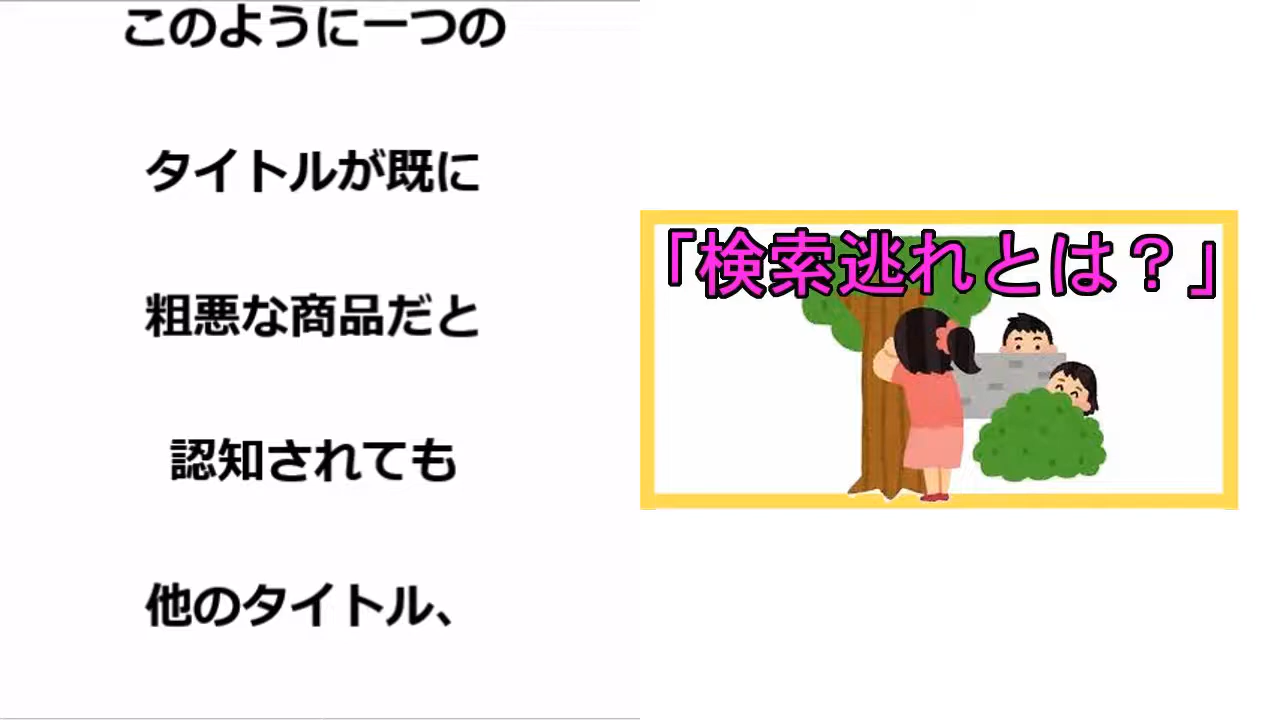 このように一つの
タイトルが既に
粗悪な商品だと
認知されても
他のタイトル、
「検索逃れとは？」